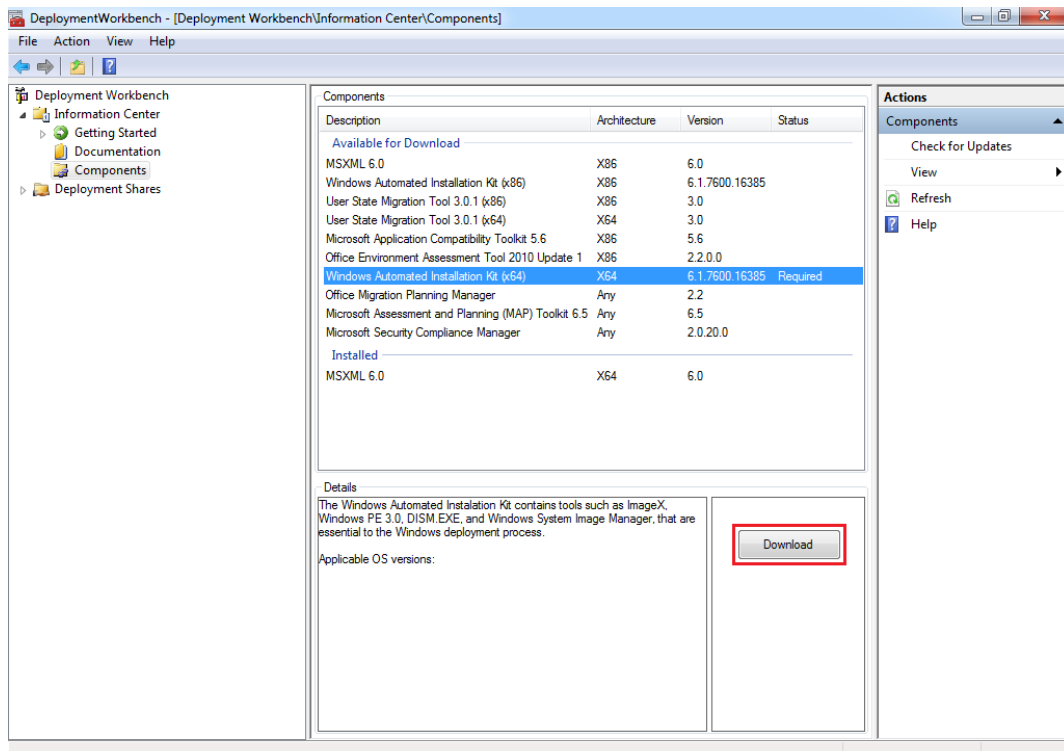 DeploymentWorkbench - [Deployment Workbench\Information Center\Components]
File Action View Help
Deployment Workbench
Information Center
Getting Started
Documentation
Components
Deployment Shares
Components
Description Architecture Version Status
Available for Download
MSXML 6.0 X86 6.0
Windows Automated Installation Kit (x86) X86 6.1.7600.16385
User State Migration Tool 3.0.1 (x86) X86 3.0
User State Migration Tool 3.0.1 (x64) X64 3.0
Microsoft Application Compatibility Toolkit 5.6 X86 5.6
Office Environment Assessment Tool 2010 Update 1 X86 2.2.0.0
Windows Automated Installation Kit (x64) X64 6.1.7600.16385 Required
Office Migration Planning Manager Any 2.2
Microsoft Assessment and Planning (MAP) Toolkit 6.5 Any 6.5
Microsoft Security Compliance Manager Any 2.0.20.0
Installed
MSXML 6.0 X64 6.0
Details
The Windows Automated Instalation Kit contains tools such as ImageX,
Windows PE 3.0, DISM.EXE, and Windows System Image Manager, that are
essential to the Windows deployment process.
Applicable OS versions:
Download
Actions
Components
Check for Updates
View
Refresh
Help